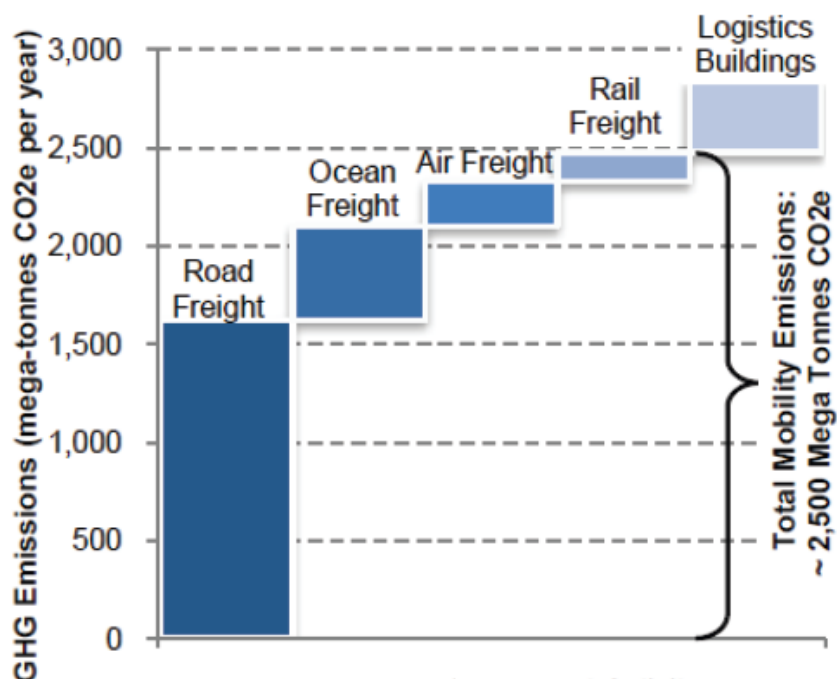 GHG Emissions (mega-tonnes CO2e per year)
3,000
2,500
2,000
1,500
1,000
500
0
Road
Freight
Ocean
Freight
Air Freight
Rail
Freight
Logistics
Buildings
Total Mobility Emissions:
~ 2,500 Mega Tonnes CO2e